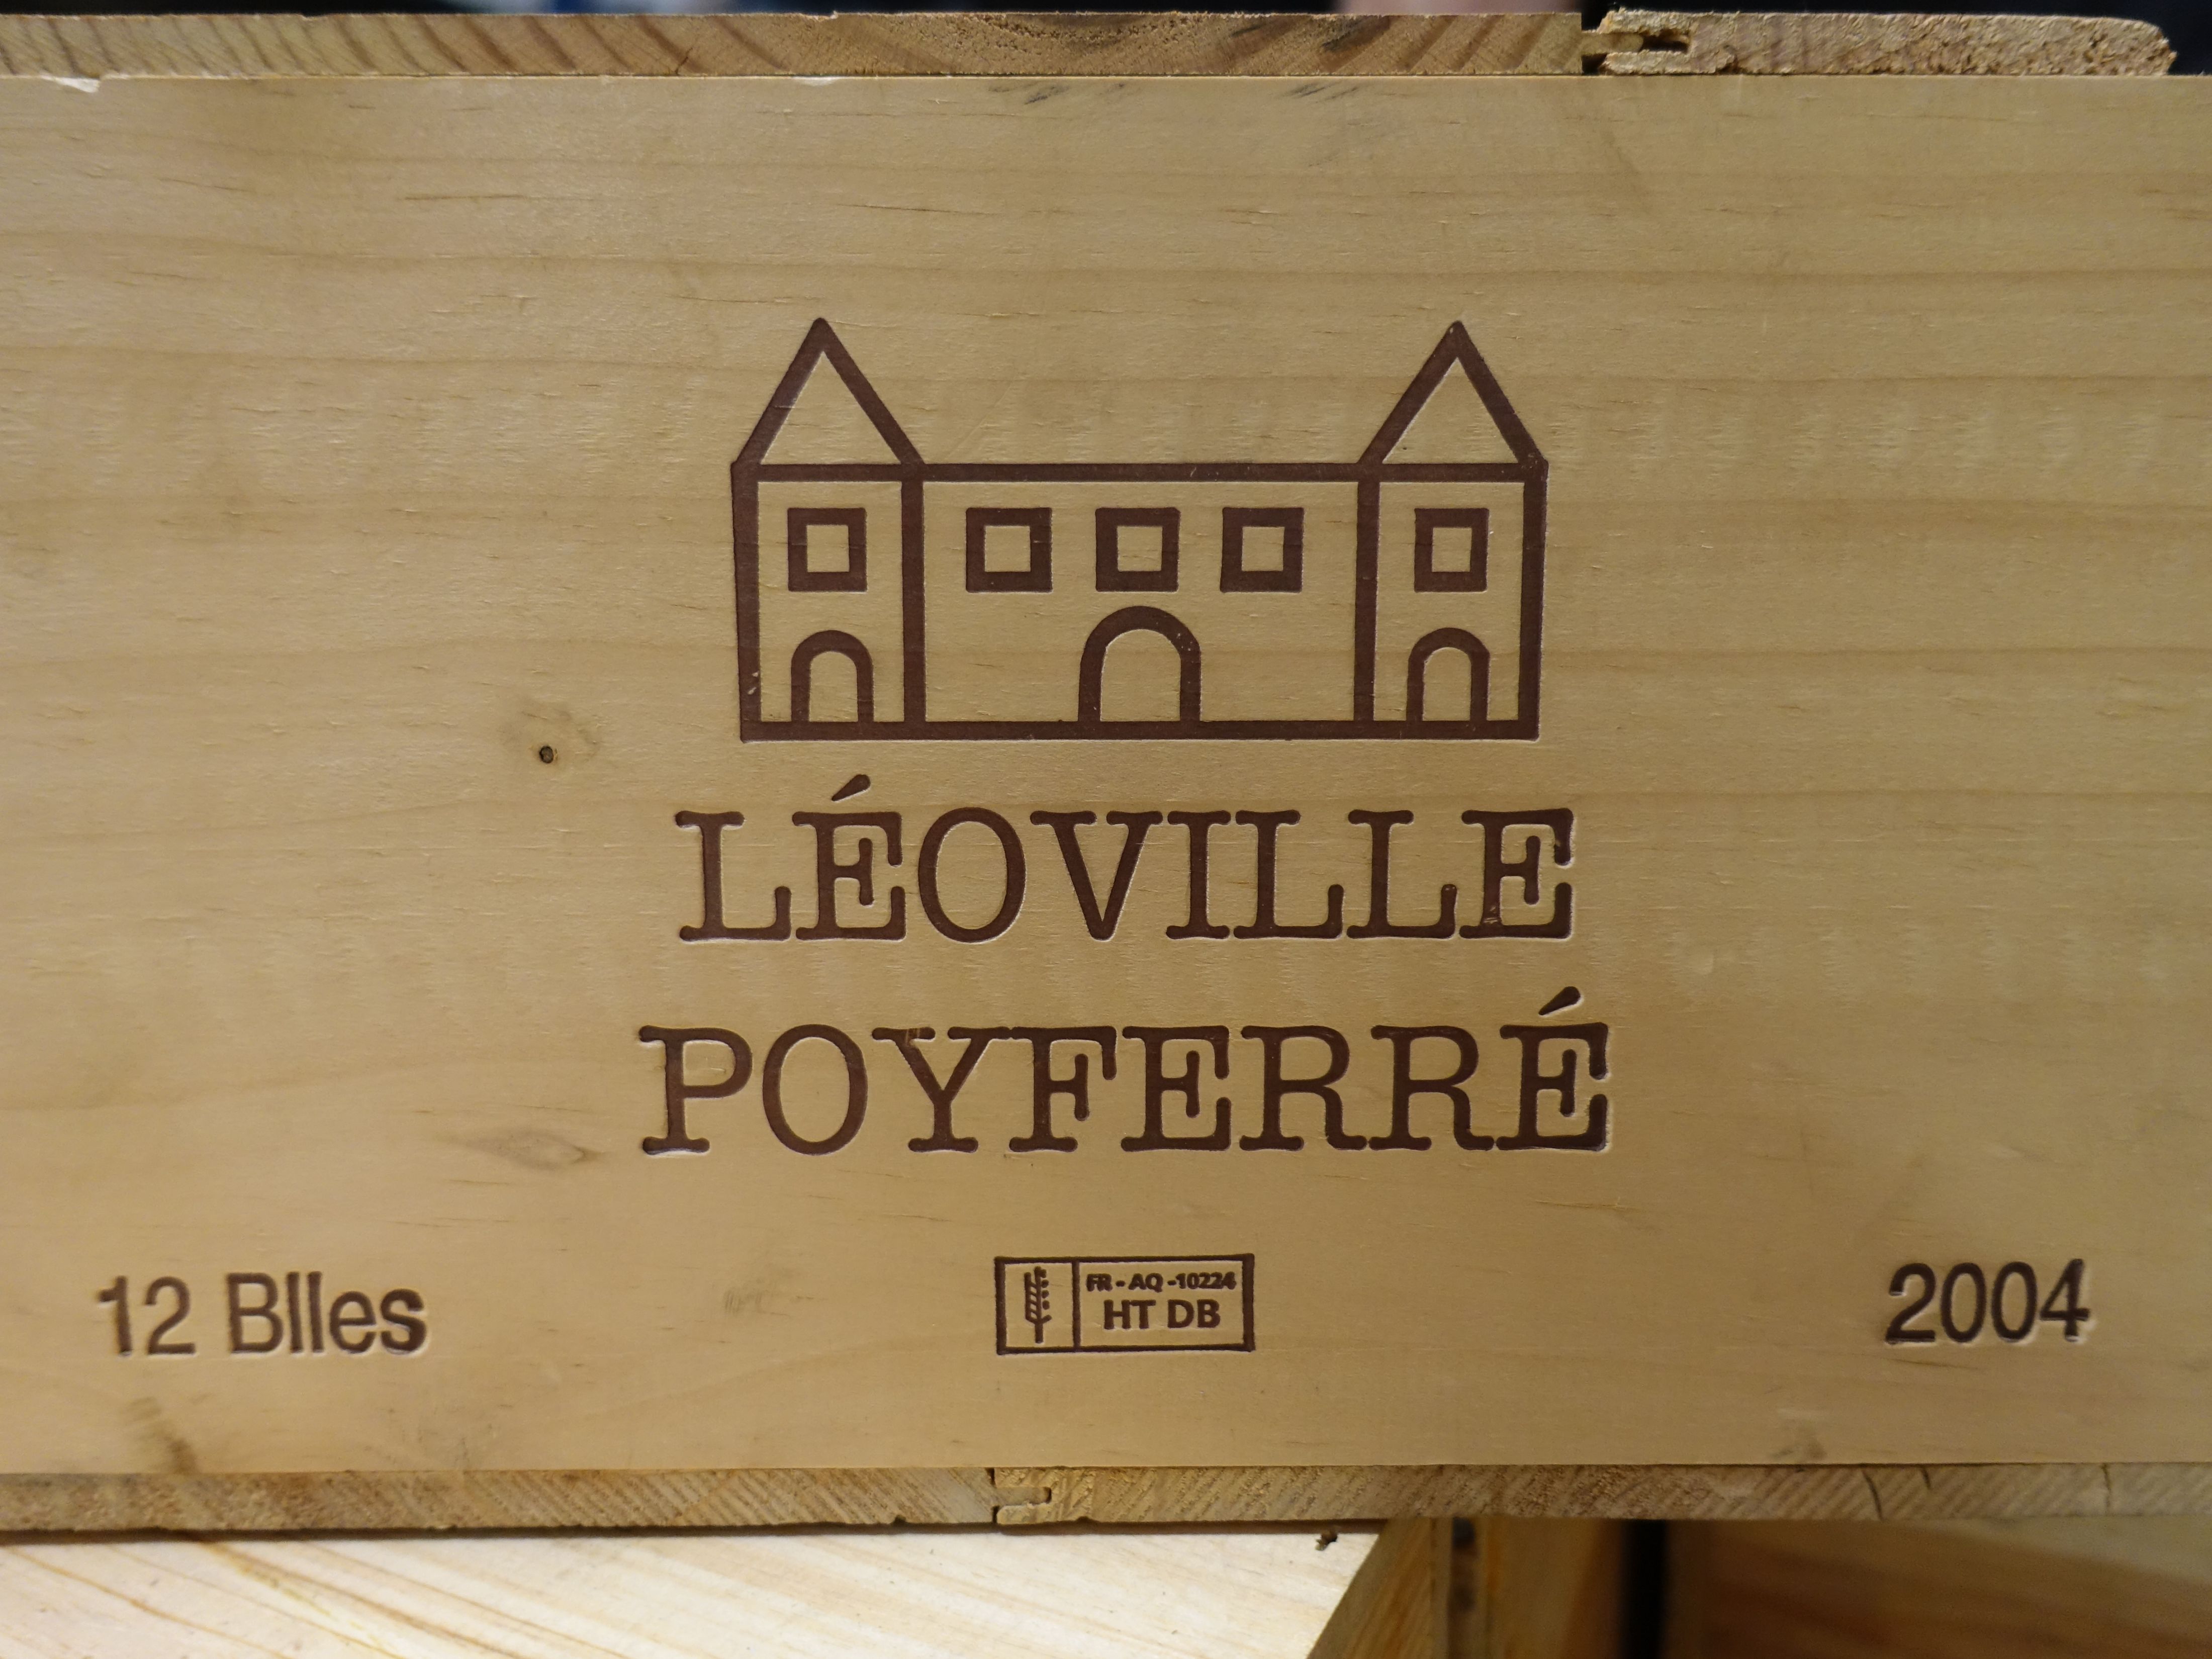 LÉOVILLE
POYFERRÉ
12 Blles
FR - AQ -10224
HT DB
2004